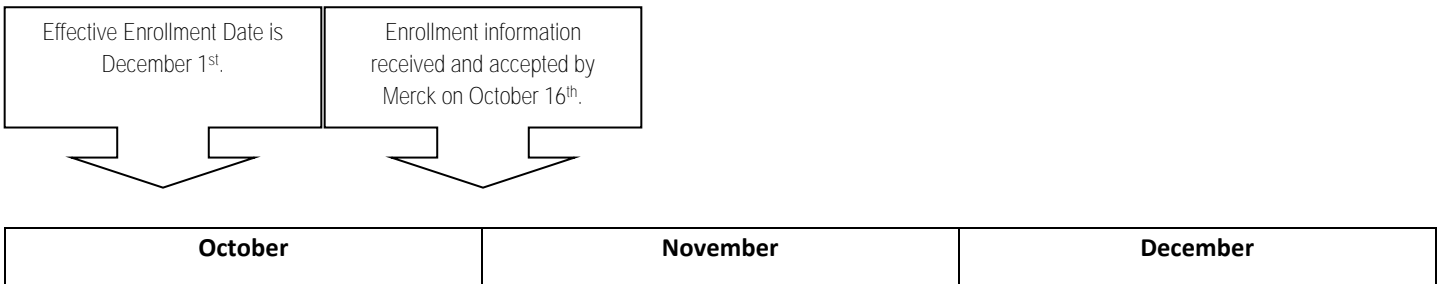 Effective Enrollment Date is
December 1st.
Enrollment information
received and accepted by
Merck on October 16th.
October November December